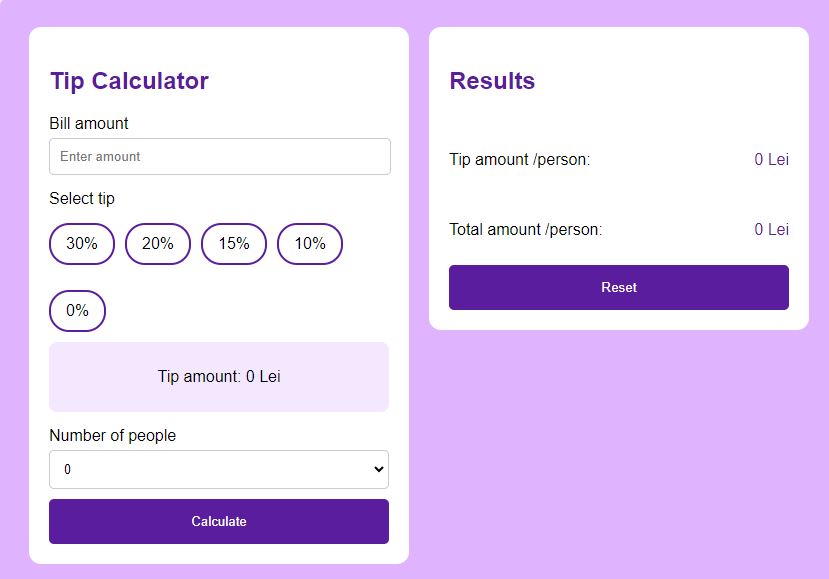 Tip Calculator
Bill amount
Enter amount
Select tip
30% 20% 15% 10%
0%
Tip amount: 0 Lei
Number of people
0
Calculate
Results
Tip amount /person: 0 Lei
Total amount /person: 0 Lei
Reset